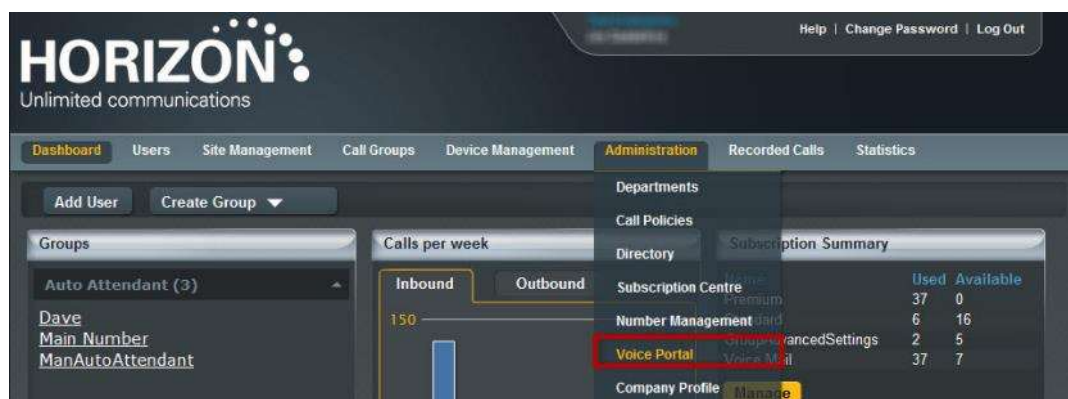 Help | Change Password | Log Out
HORIZON
Unlimited communications
Dashboard Users Site Management Call Groups Device Management Administration Recorded Calls Statistics
Add User Create Group
Departments
Call Policies
Directory
Subscription Centre
Number Management
Voice Portal
Company Profile
Groups
Auto Attendant (3)
Dave
Main Number
ManAutoAttendant
Calls per week
Inbound Outbound
150
Subscription Summary
Name Used Available
Premium 37 0
6 16
2 5
Voice Mail 37 7
Manage